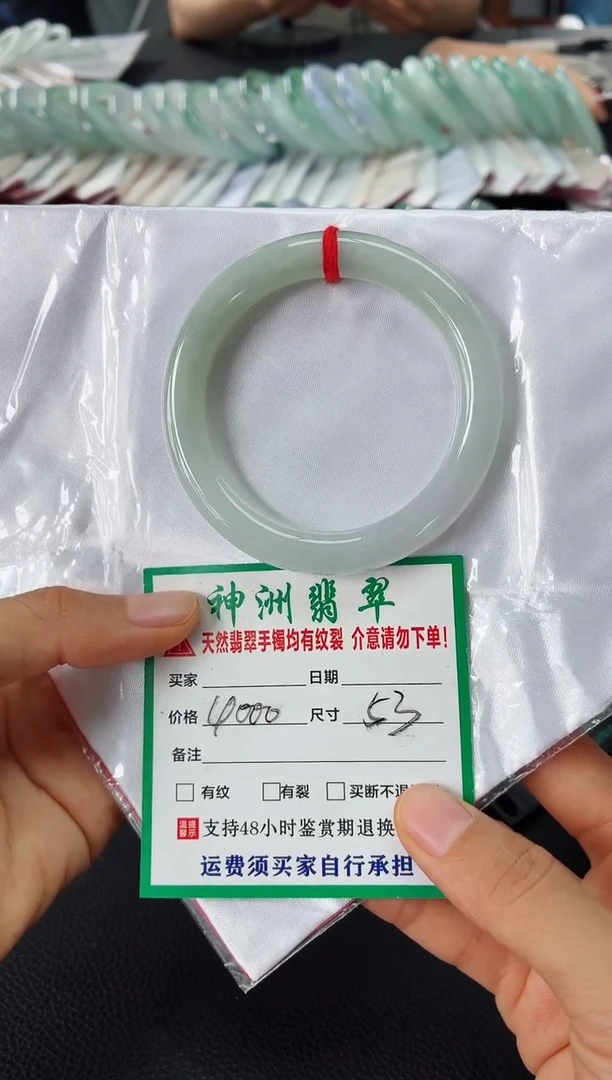 神洲翡翠
天然翡翠手镯均有纹裂 介意请勿下单！
买家 日期
价格 4000 尺寸 53
备注
有纹 有裂 买断不退
温馨提示 支持48小时鉴赏期退换
运费须买家自行承担